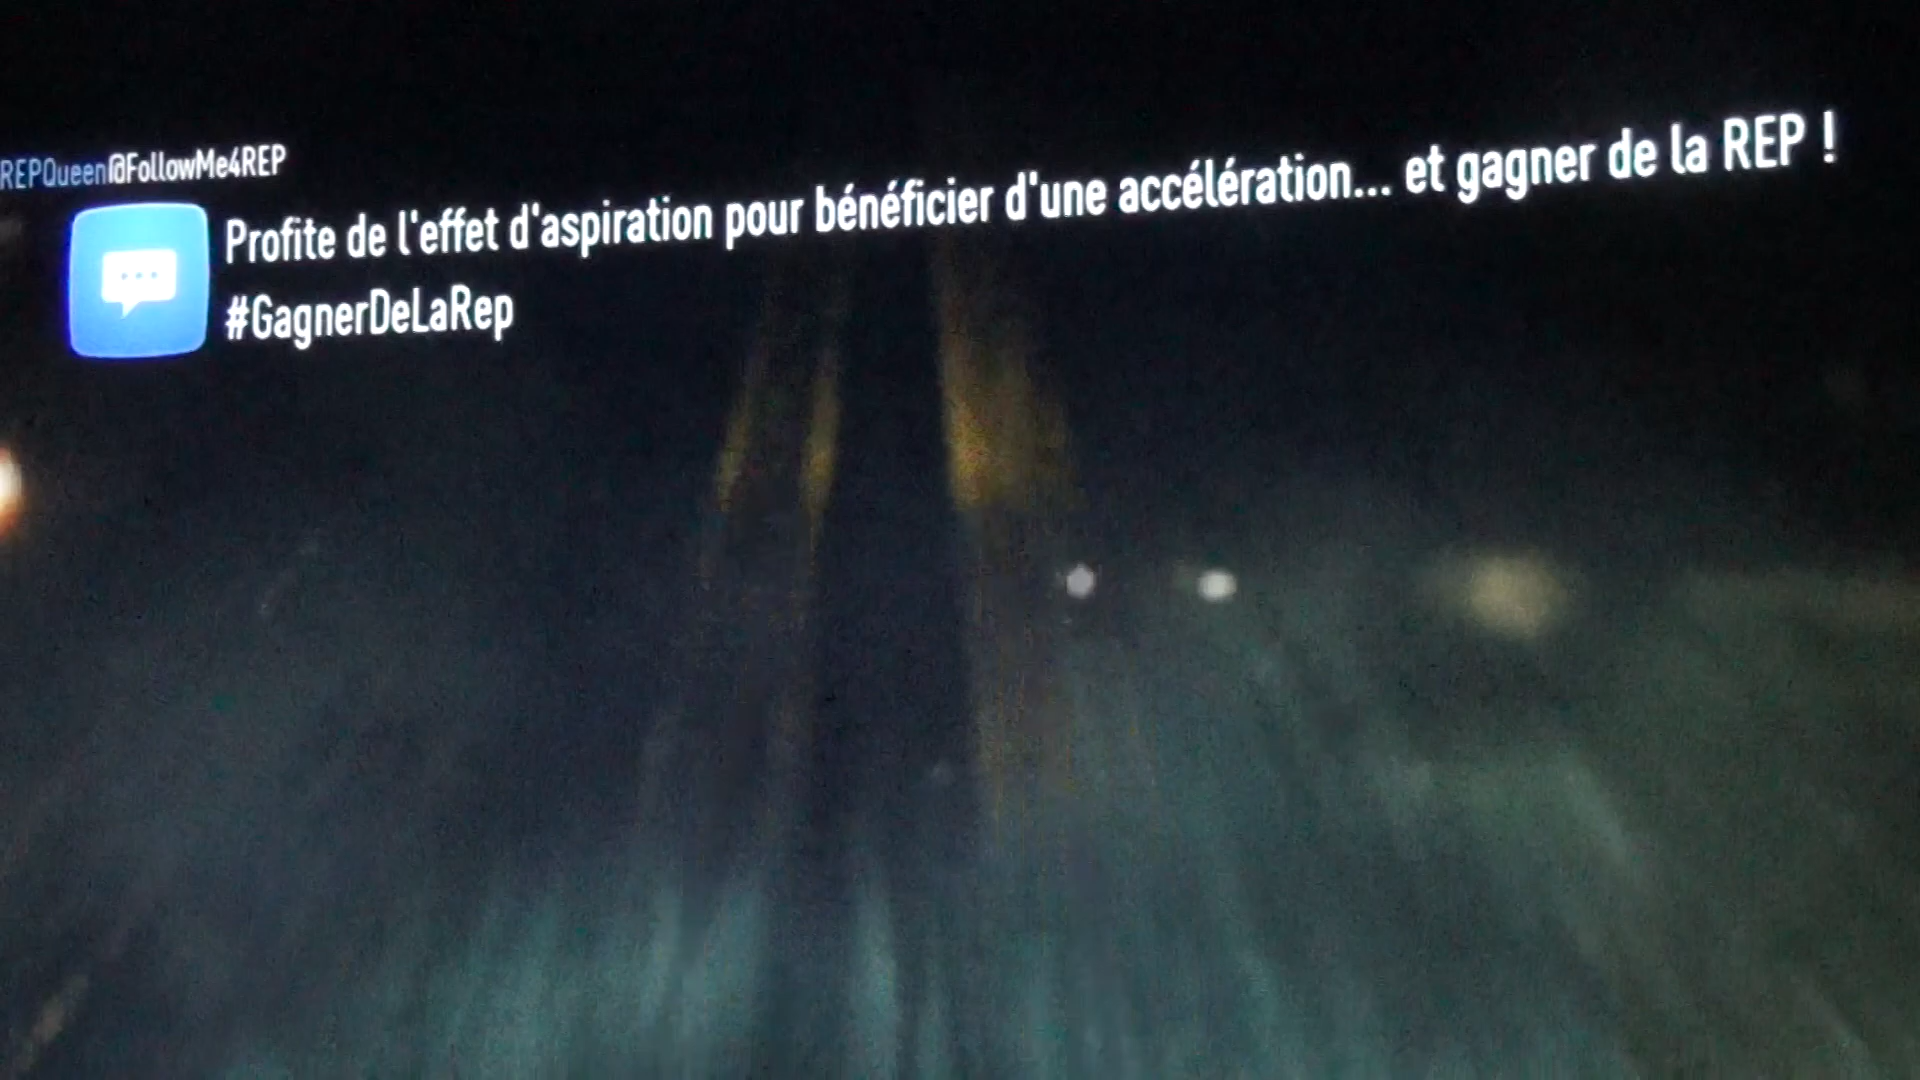 REPQueen@FollowMe4REP
Profite de l'effet d'aspiration pour bénéficier d'une accélération... et gagner de la REP !
#GagnerDeLaRep